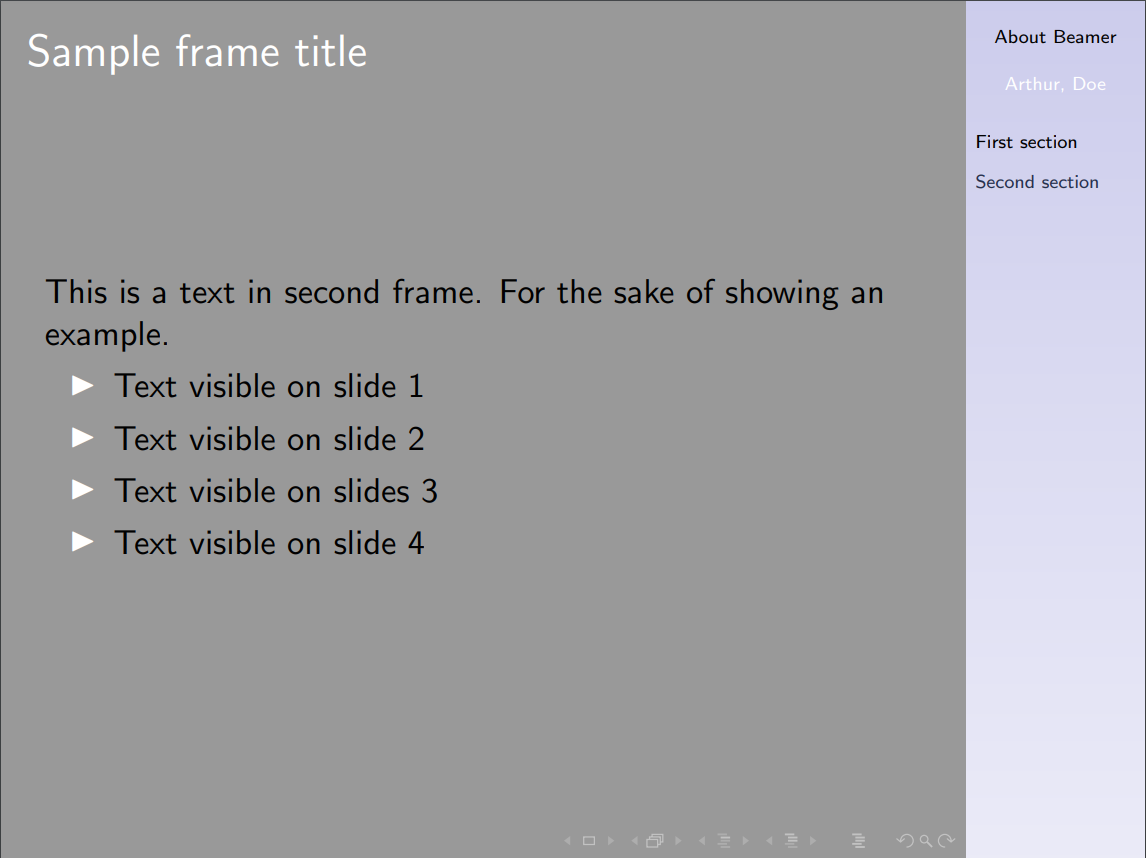 Sample frame title
This is a text in second frame. For the sake of showing an
example.
Text visible on slide 1
Text visible on slide 2
Text visible on slides 3
Text visible on slide 4
About Beamer
Arthur, Doe
First section
Second section